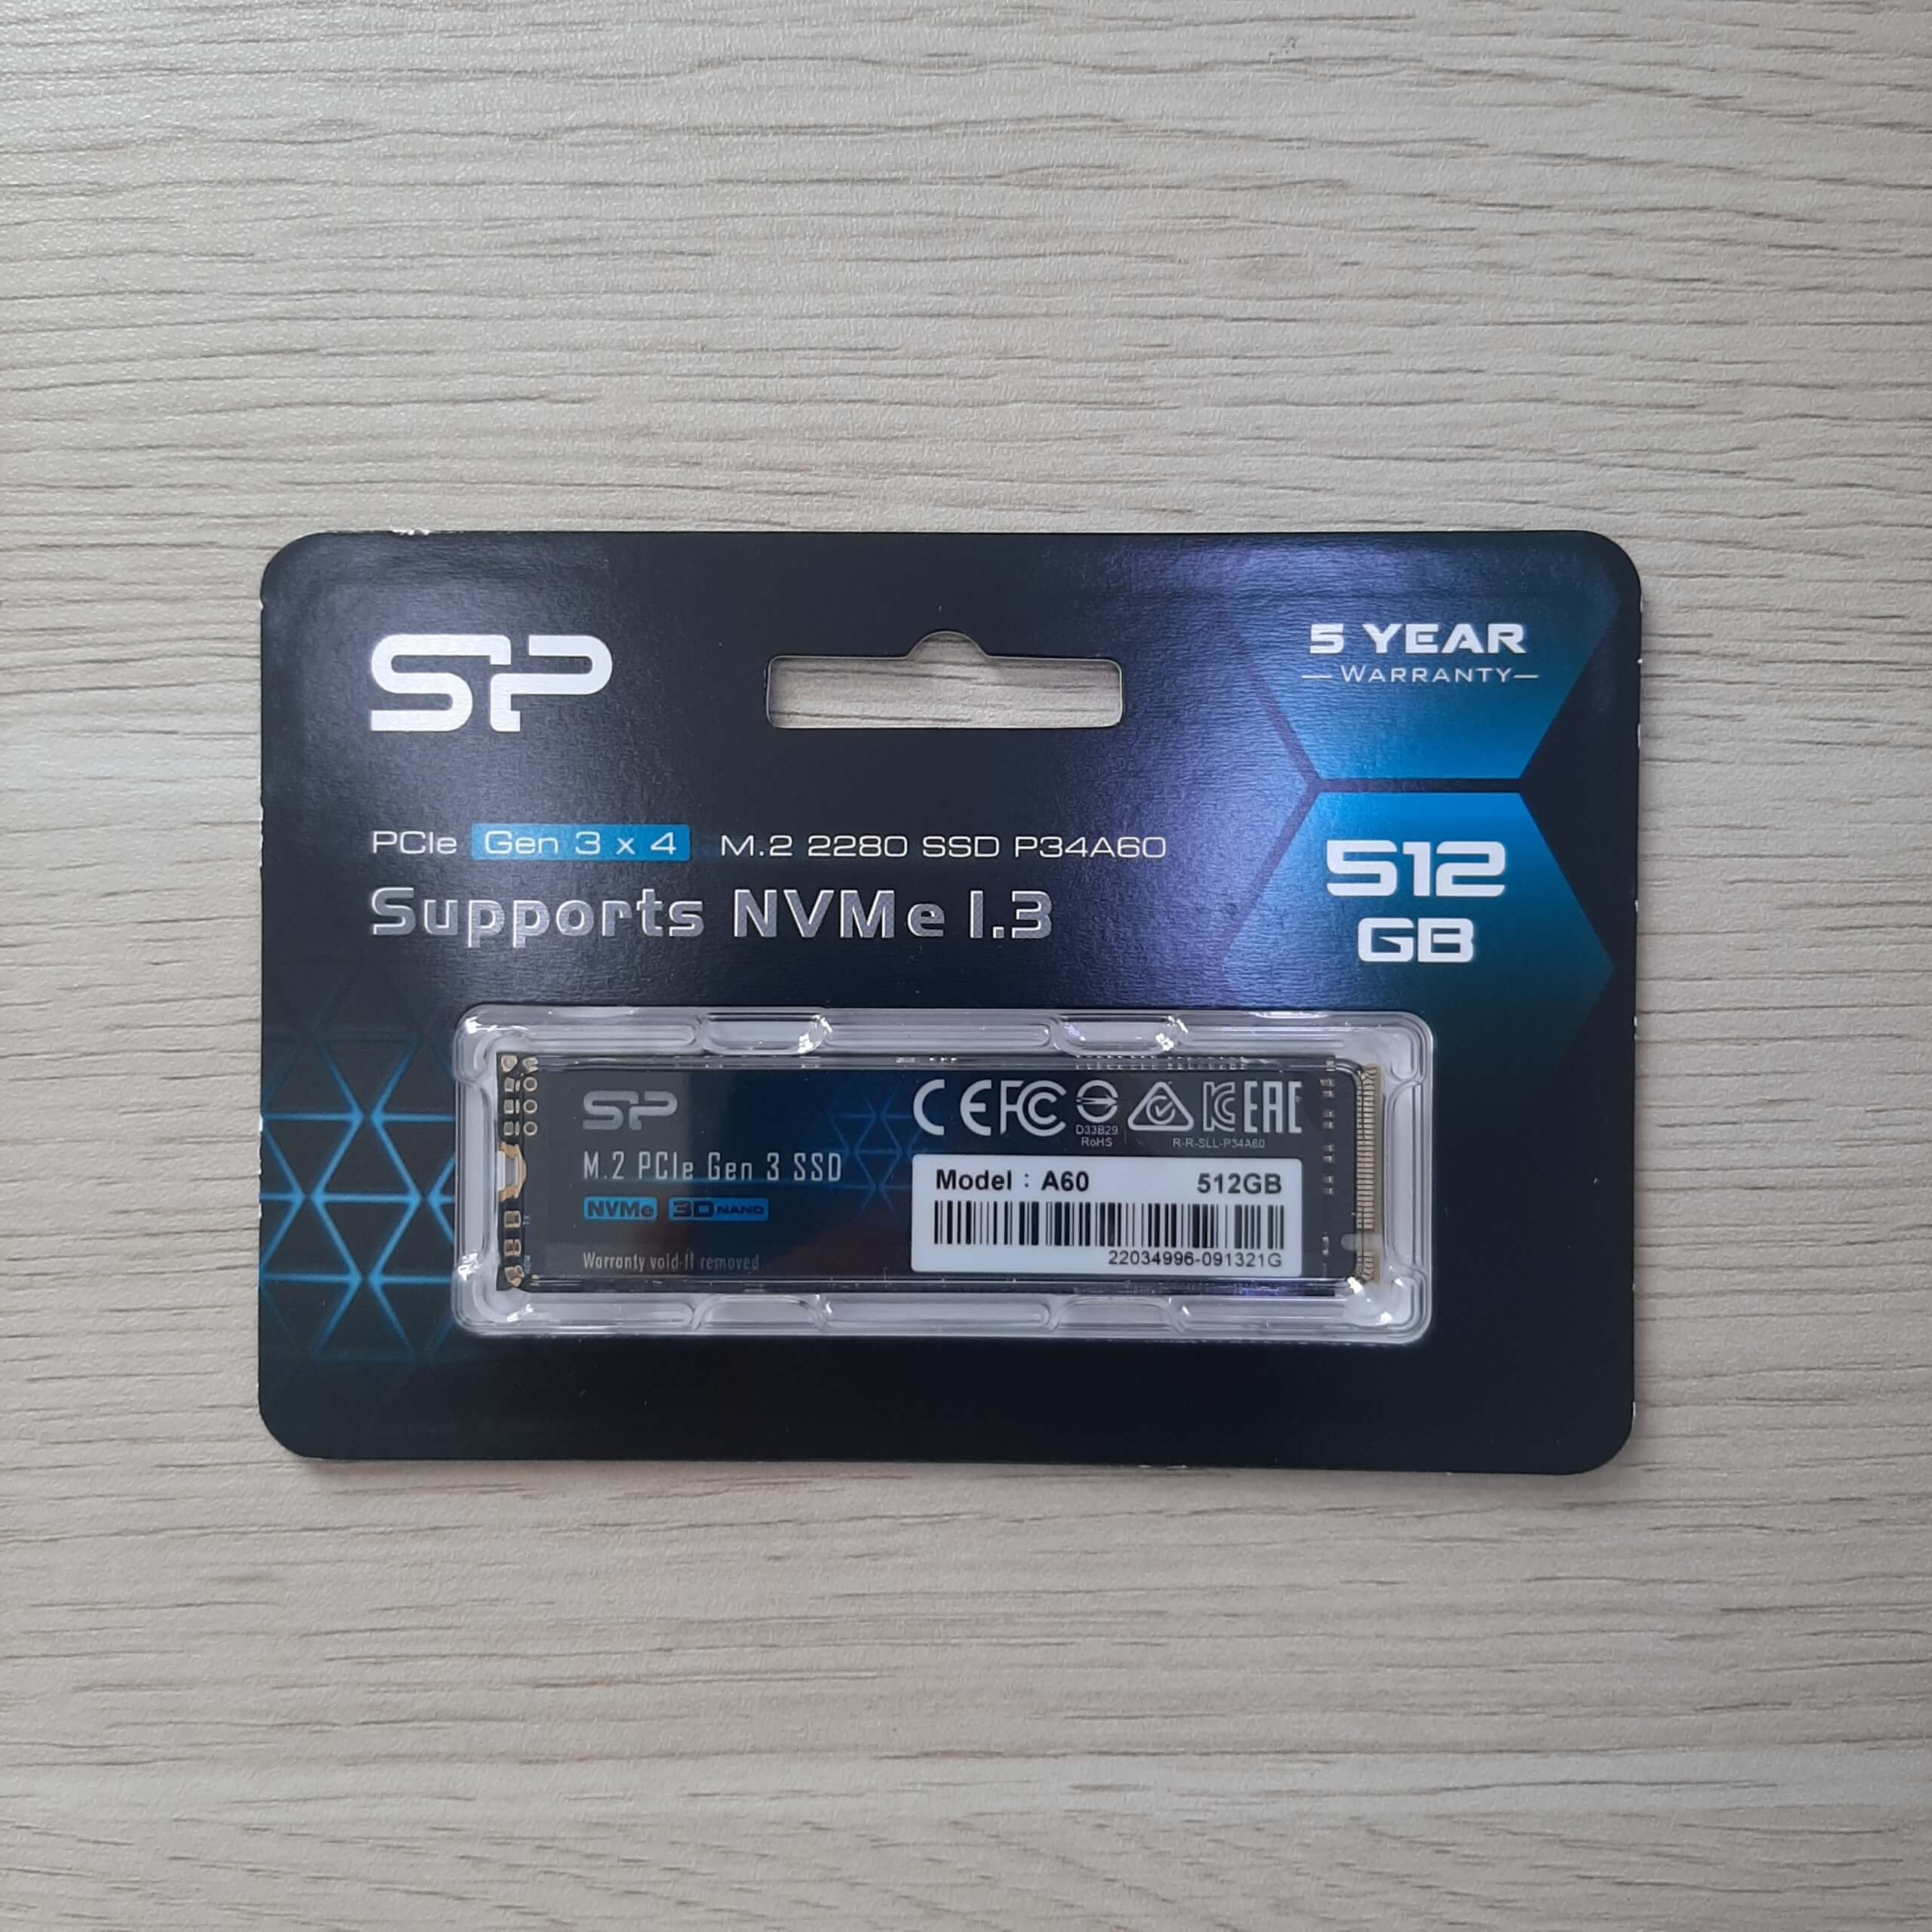 SP
5 YEAR
WARRANTY
PCIe Gen 3 x 4 M.2 2280 SSD P34A60
Supports NVMe 1.3
512
GB
SP
M.2 PCIe Gen 3 SSD
NVMe 3D NAND
Warranty void if removed
CE FC EAC
D33B29
RoHS
R-R-SLL-P34A60
Model : A60 512GB
22034996-091321G